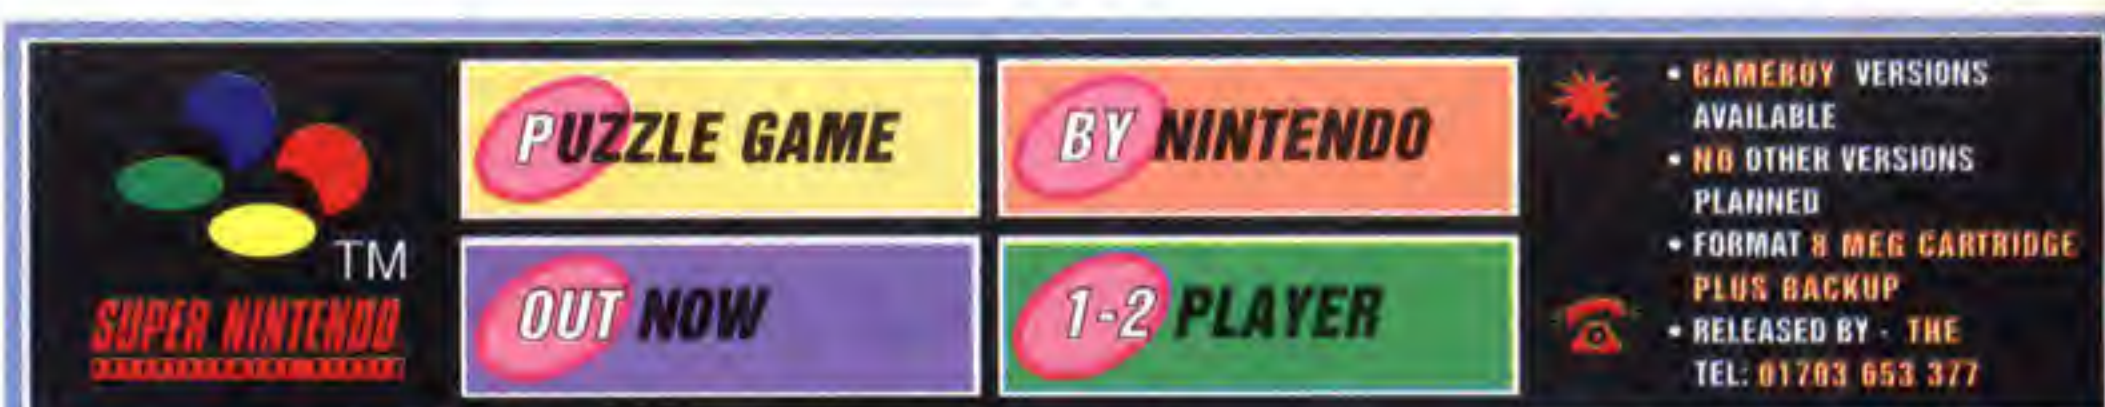 TM
SUPER NINTENDO
PUZZLE GAME
BY NINTENDO
OUT NOW
1-2 PLAYER
• GAMEBOY VERSIONS
AVAILABLE
• NO OTHER VERSIONS
PLANNED
• FORMAT 8 MEG CARTRIDGE
PLUS BACKUP
• RELEASED BY - THE
TEL: 01703 653 377